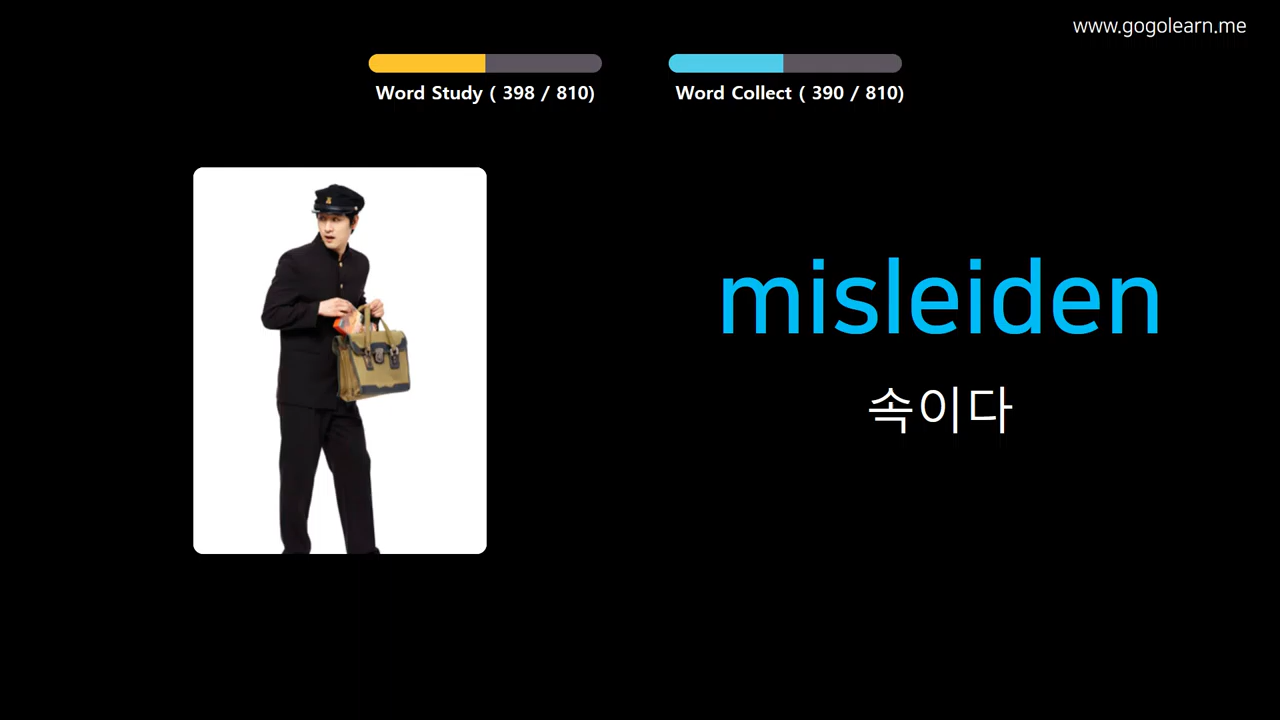 www.gogolearn.me
Word Study ( 398 / 810)
Word Collect ( 390 / 810)
misleiden
속이다